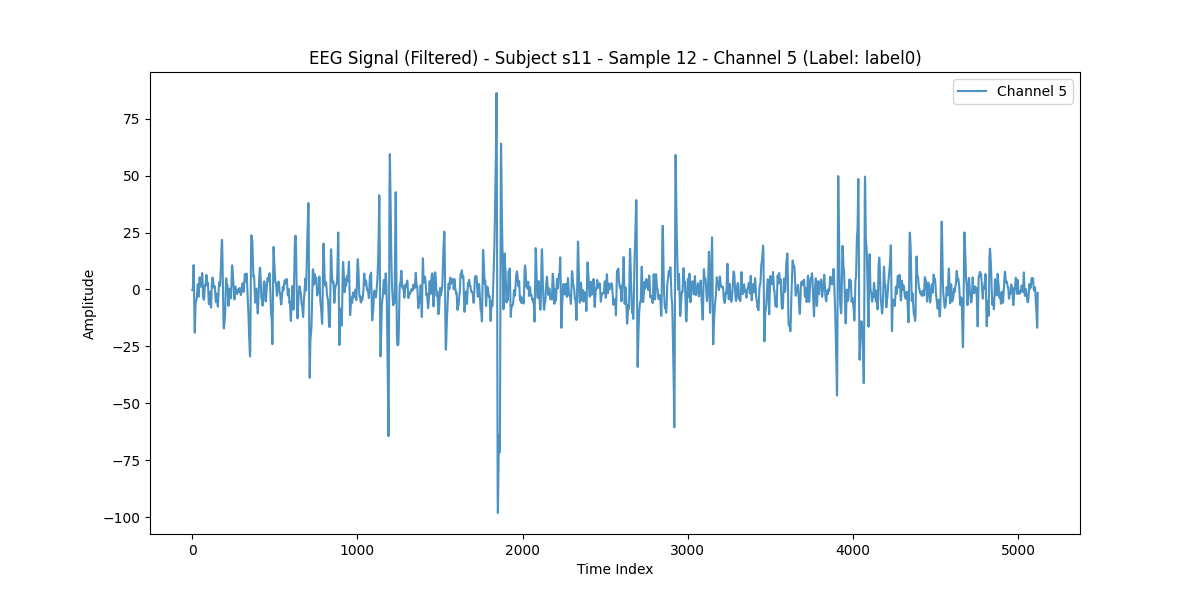 EEG Signal (Filtered) - Subject s11 - Sample 12 - Channel 5 (Label: label0)
Channel 5
75
50
25
0
−25
−50
−75
−100
Amplitude
0 1000 2000 3000 4000 5000
Time Index